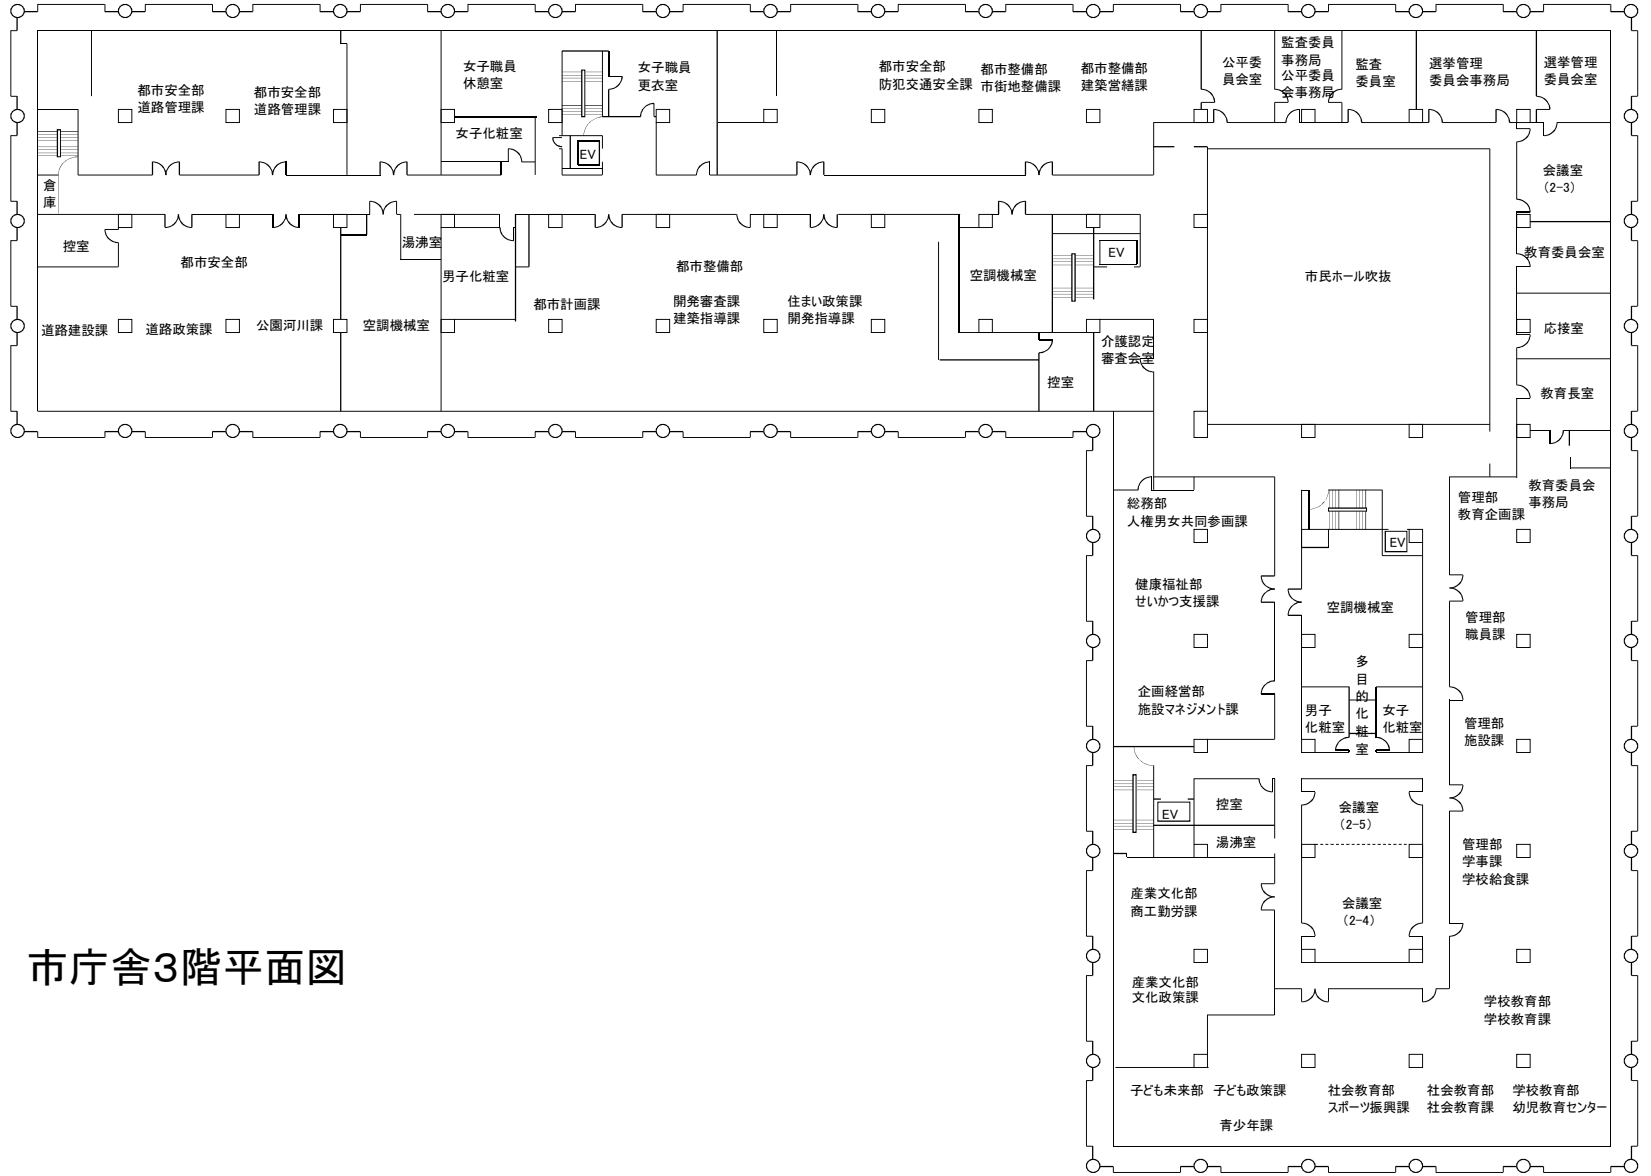 都市安全部
道路管理課
都市安全部
道路管理課
女子職員
休憩室
女子職員
更衣室
都市安全部
防犯交通安全課
都市整備部
市街地整備課
都市整備部
建築営繕課
公平委
員会室
監査委員
事務局
公平委員
会事務局
監査
委員室
選挙管理
委員会事務局
選挙管理
委員会室
女子化粧室
EV
倉
庫
会議室
(2-3)
控室
都市安全部
湯沸室
男子化粧室
都市整備部
空調機械室
EV
市民ホール吹抜
教育委員会室
道路建設課
道路政策課
公園河川課
空調機械室
都市計画課
開発審査課
建築指導課
住まい政策課
開発指導課
介護認定
審査会室
控室
応接室
教育長室
総務部
人権男女共同参画課
管理部
教育企画課
教育委員会
事務局
EV
健康福祉部
せいかつ支援課
空調機械室
管理部
職員課
企画経営部
施設マネジメント課
男子
化粧室
多
目
的
化
粧
室
女子
化粧室
管理部
施設課
EV
控室
湯沸室
会議室
(2-5)
管理部
学事課
学校給食課
産業文化部
商工勤労課
会議室
(2-4)
市庁舎3階平面図
産業文化部
文化政策課
学校教育部
学校教育課
子ども未来部 子ども政策課
青少年課
社会教育部
スポーツ振興課
社会教育部
社会教育課
学校教育部
幼児教育センター